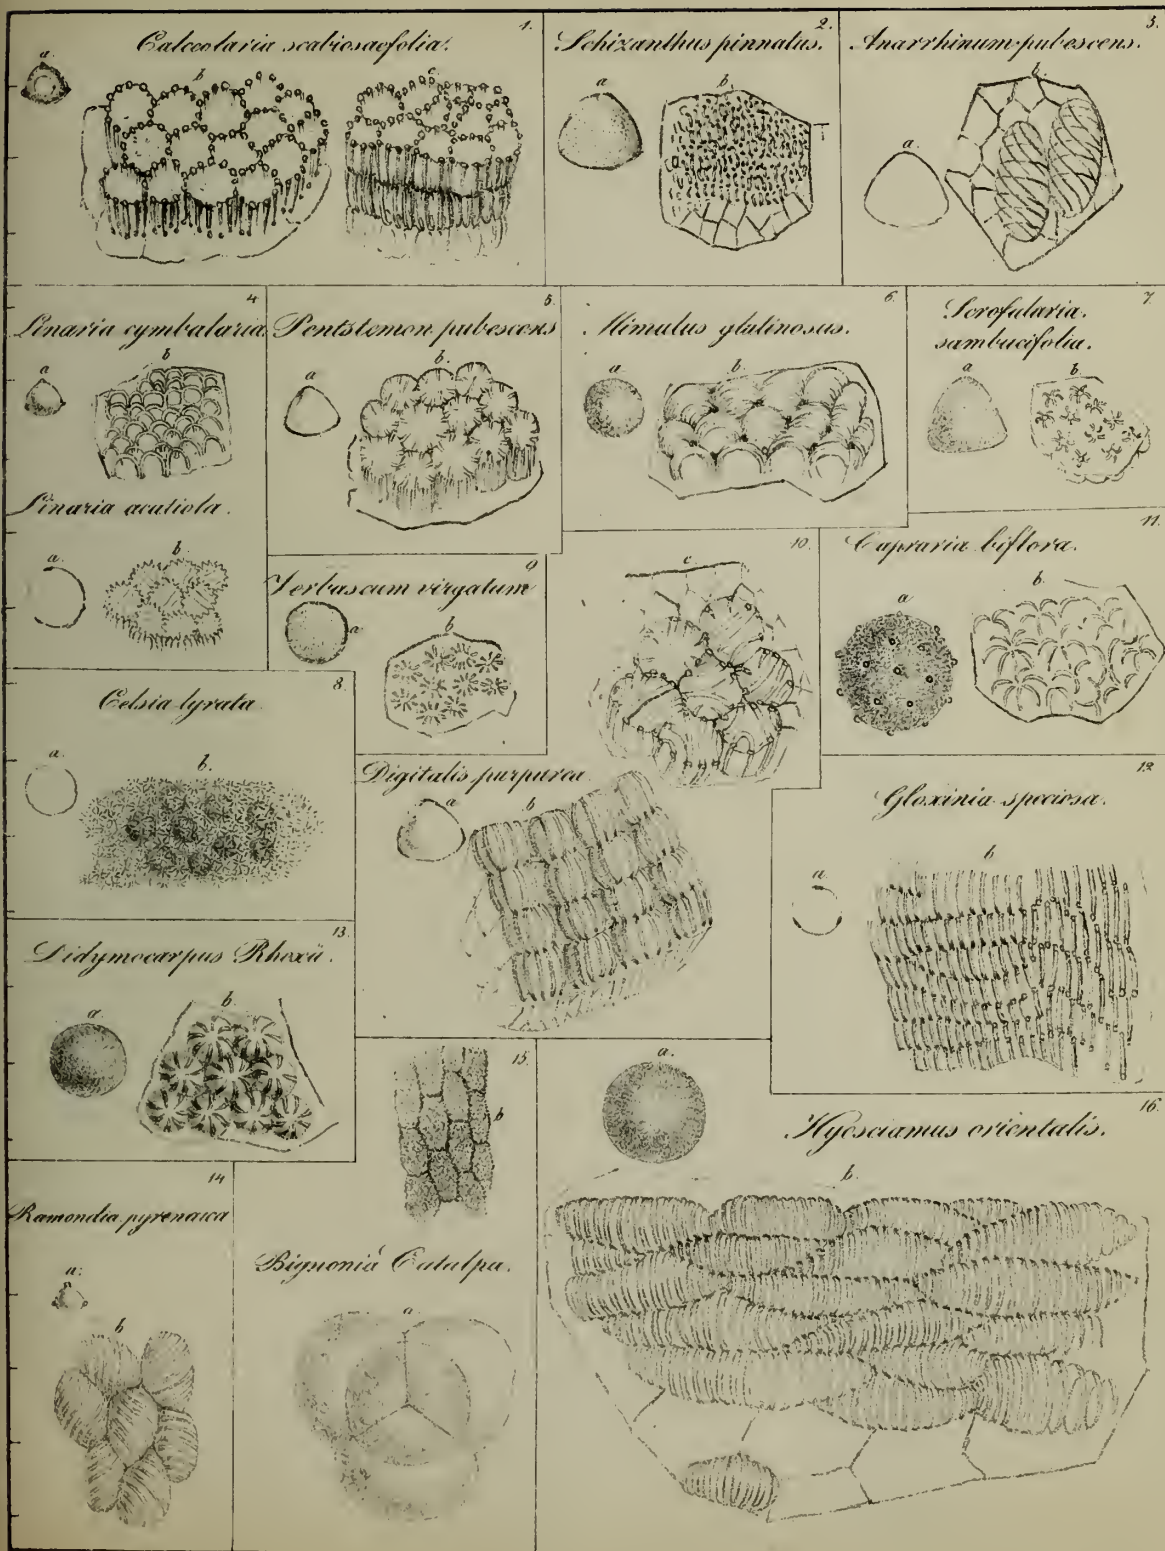 1.
Calceolaria scabiosaefolia.
a.
b
c.
2.
Schizanthus pinnatus.
a
b.
3.
Anarrhinum pubescens.
b.
a.
4
Linaria cymbalaria
b
a
Linaria acutiola.
a.
b.
5.
Pentstemon pubescens
b.
a
6.
Mimulus glutinosus.
a
b.
7.
Scrofularia.
sambucifolia.
a
b.
8.
Celsia lyrata
a.
b.
9
Verbascum virgatum
a
b
10.
c
Digitalis purpurea.
a
b
11.
Capraria biflora.
a
b.
12.
Gloxinia speciosa.
a.
b
13.
Didymocarpus Rhexii.
a.
b.
14
Ramondia pyrenaica
a.
b
15.
b
Bignonia Catalpa.
a
16.
a.
Hyosciamus orientalis.
b.